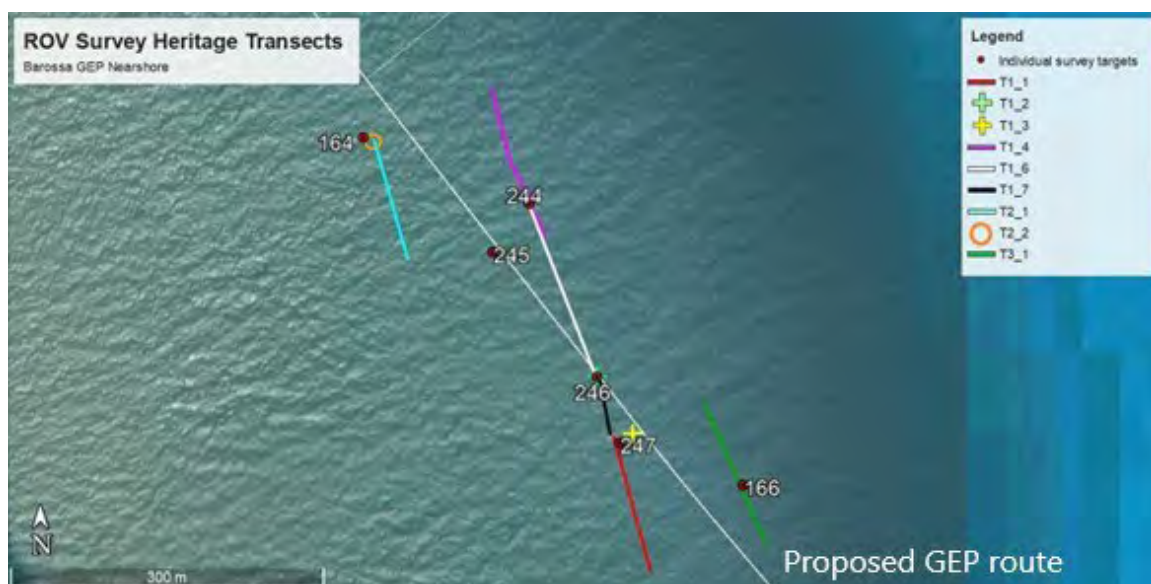 ROV Survey Heritage Transects
Barossa GEP Nearshore
Legend
Individual survey targets
T1_1
T1_2
T1_3
T1_4
T1_6
T1_7
T2_1
T2_2
T3_1
164
244
245
246
247
166
N
300 m
Proposed GEP route